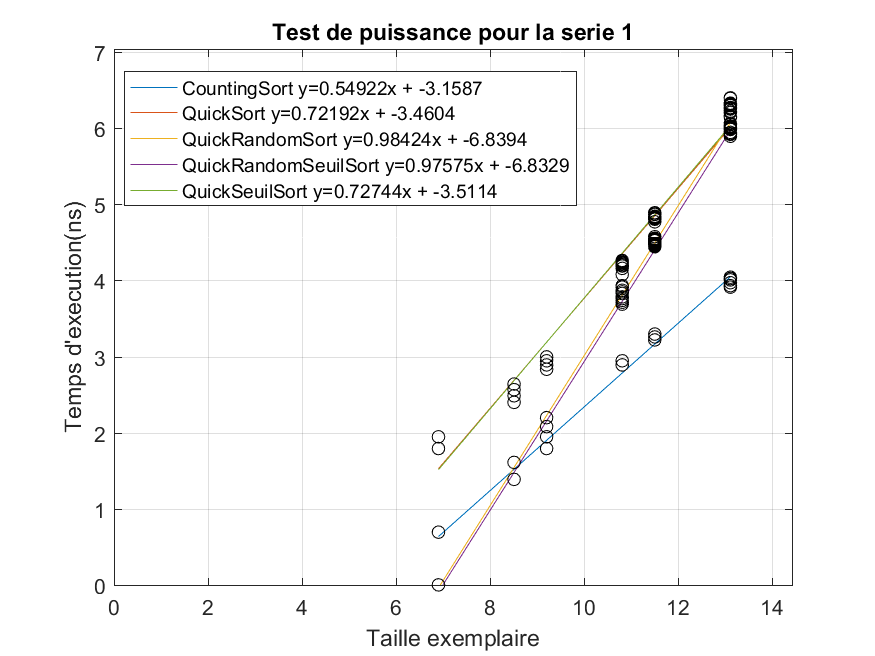 Test de puissance pour la serie 1
7
6
5
4
3
2
1
0
Temps d'execution(ns)
CountingSort y=0.54922x + -3.1587
QuickSort y=0.72192x + -3.4604
QuickRandomSort y=0.98424x + -6.8394
QuickRandomSeuilSort y=0.97575x + -6.8329
QuickSeuilSort y=0.72744x + -3.5114
0 2 4 6 8 10 12 14
Taille exemplaire